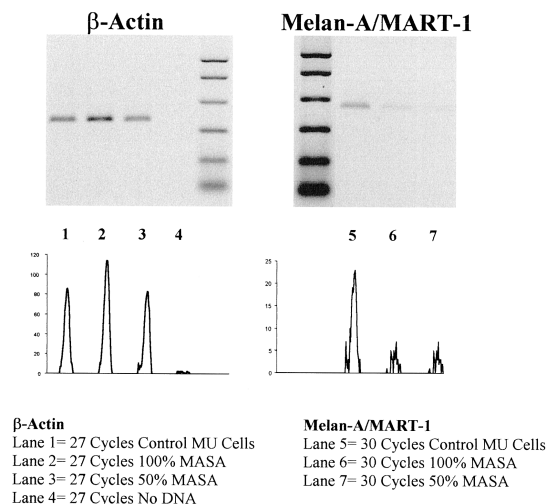 β-Actin
Melan-A/MART-1
1 2 3 4
5 6 7
120
100
80
60
40
20
0
25
20
15
10
5
0
β-Actin
Lane 1= 27 Cycles Control MU Cells
Lane 2= 27 Cycles 100% MASA
Lane 3= 27 Cycles 50% MASA
Lane 4= 27 Cycles No DNA
Melan-A/MART-1
Lane 5= 30 Cycles Control MU Cells
Lane 6= 30 Cycles 100% MASA
Lane 7= 30 Cycles 50% MASA